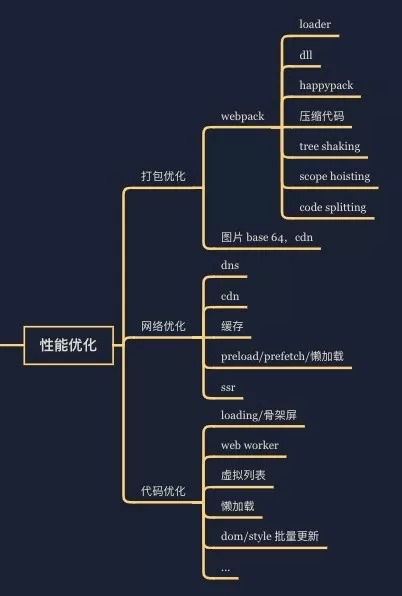 loader
dll
happypack
webpack
压缩代码
tree shaking
打包优化
scope hoisting
code splitting
图片 base 64，cdn
dns
cdn
性能优化
网络优化
缓存
preload/prefetch/懒加载
ssr
loading/骨架屏
web worker
虚拟列表
代码优化
懒加载
dom/style 批量更新
...